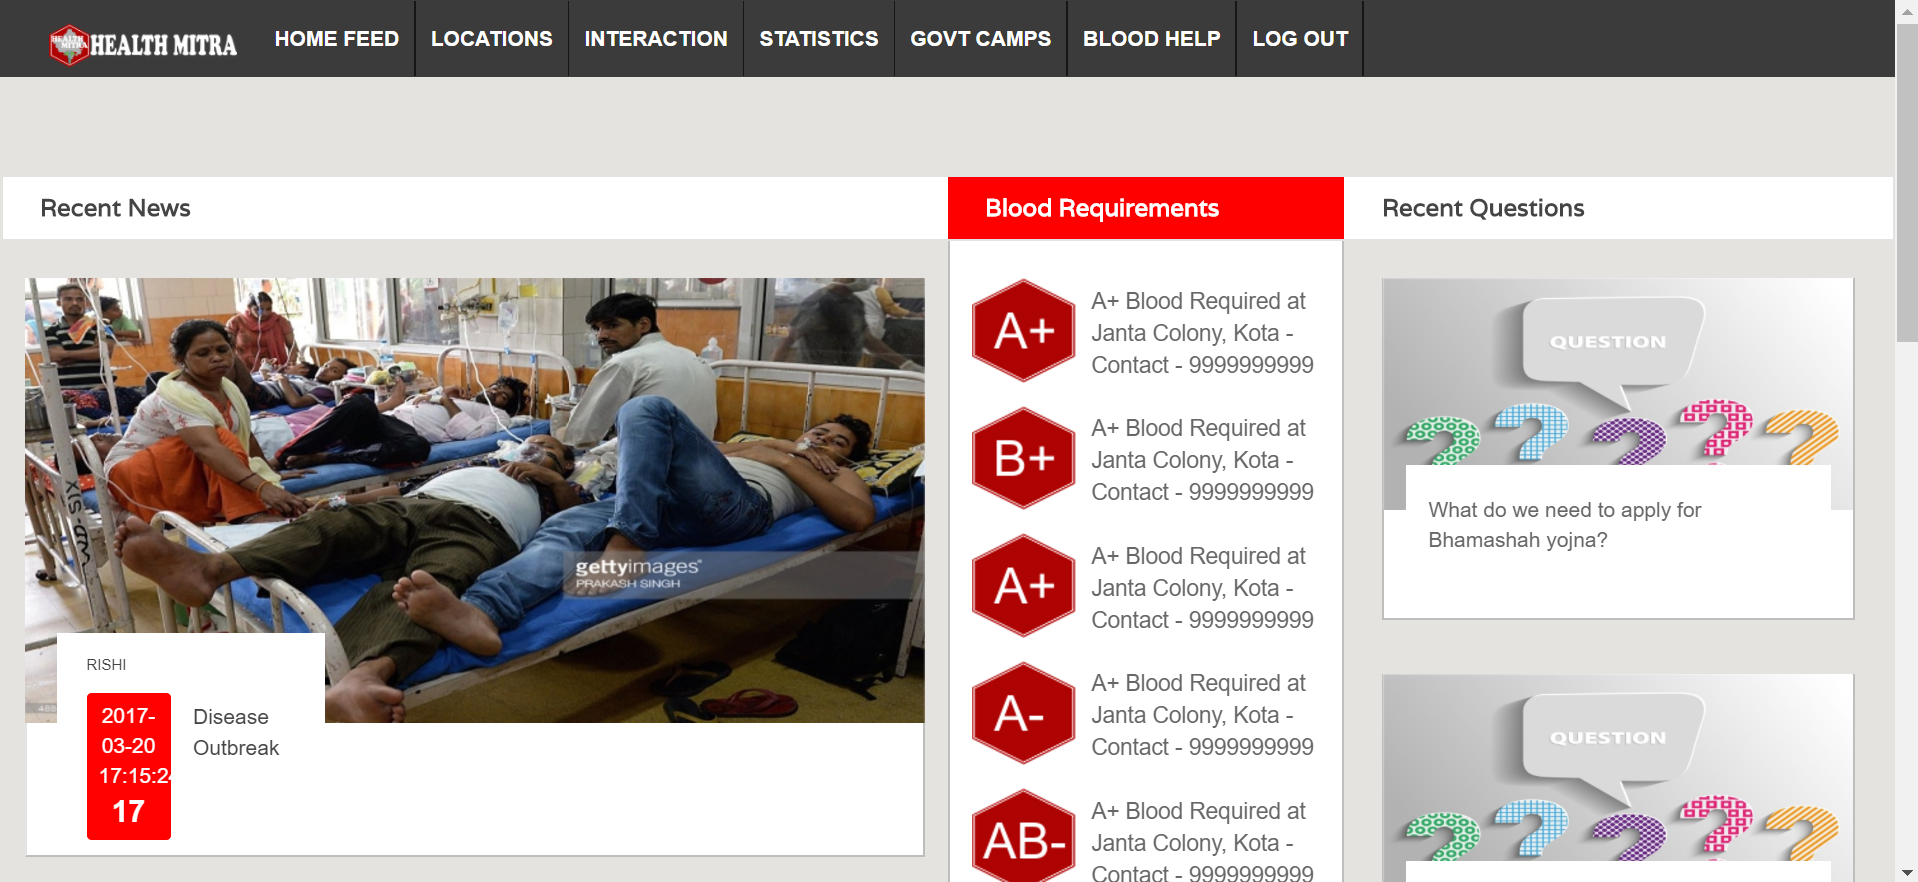 HEALTH MITRA
HEALTH MITRA
HOME FEED
LOCATIONS
INTERACTION
STATISTICS
GOVT CAMPS
BLOOD HELP
LOG OUT
Recent News
gettyimages®
PRAKASH SINGH
RISHI
2017-
03-20
17:15:24
17
Disease
Outbreak
Blood Requirements
A+
A+ Blood Required at
Janta Colony, Kota -
Contact - 9999999999
B+
A+ Blood Required at
Janta Colony, Kota -
Contact - 9999999999
A+
A+ Blood Required at
Janta Colony, Kota -
Contact - 9999999999
A-
A+ Blood Required at
Janta Colony, Kota -
Contact - 9999999999
AB-
A+ Blood Required at
Janta Colony, Kota -
Contact - 9999999999
Recent Questions
QUESTION
What do we need to apply for
Bhamashah yojna?
QUESTION